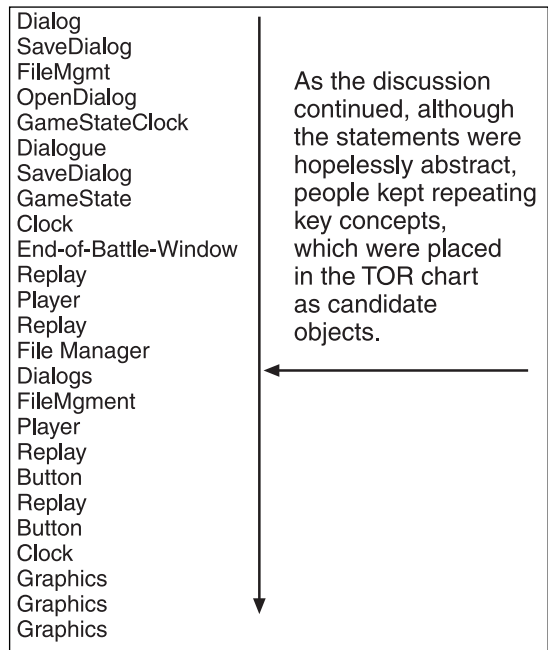 Dialog
SaveDialog
FileMgmt
OpenDialog
GameStateClock
Dialogue
SaveDialog
GameState
Clock
End-of-Battle-Window
Replay
Player
Replay
File Manager
Dialogs
FileMgment
Player
Replay
Button
Replay
Button
Clock
Graphics
Graphics
Graphics
As the discussion
continued, although
the statements were
hopelessly abstract,
people kept repeating
key concepts,
which were placed
in the TOR chart
as candidate
objects.